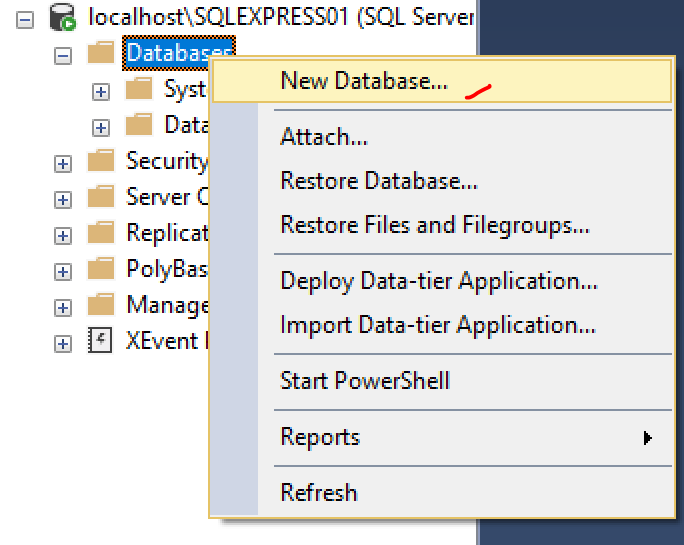 localhost\SQLEXPRESS01 (SQL Server
Databases
New Database...
Syst
Attach...
Data
Security
Restore Database...
Server C
Restore Files and Filegroups...
Replicat
PolyBas
Deploy Data-tier Application...
Manage
Import Data-tier Application...
XEvent
Start PowerShell
Reports
Refresh